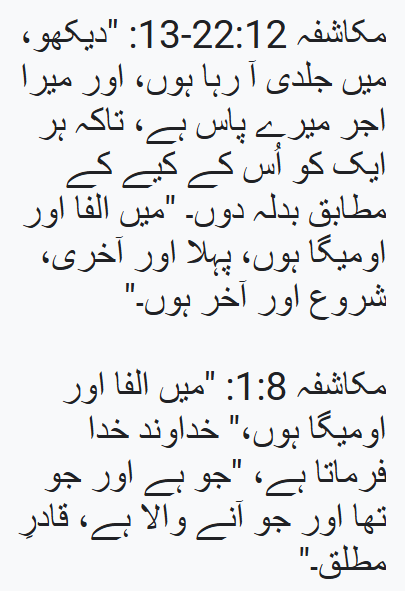 مکاشفہ 22:12-13: "دیکھو،
میں جلدی آ رہا ہوں، اور میرا
اجر میرے پاس ہے، تاکہ ہر
ایک کو اُس کے کیے کے
مطابق بدلہ دوں۔ "میں الفا اور
اومیگا ہوں، پہلا اور آخری،
شروع اور آخر ہوں۔"
مکاشفہ 1:8: "میں الفا اور
اومیگا ہوں،" خداوند خدا
فرماتا ہے، "جو ہے اور جو
تھا اور جو آنے والا ہے، قادرِ
مطلق۔"